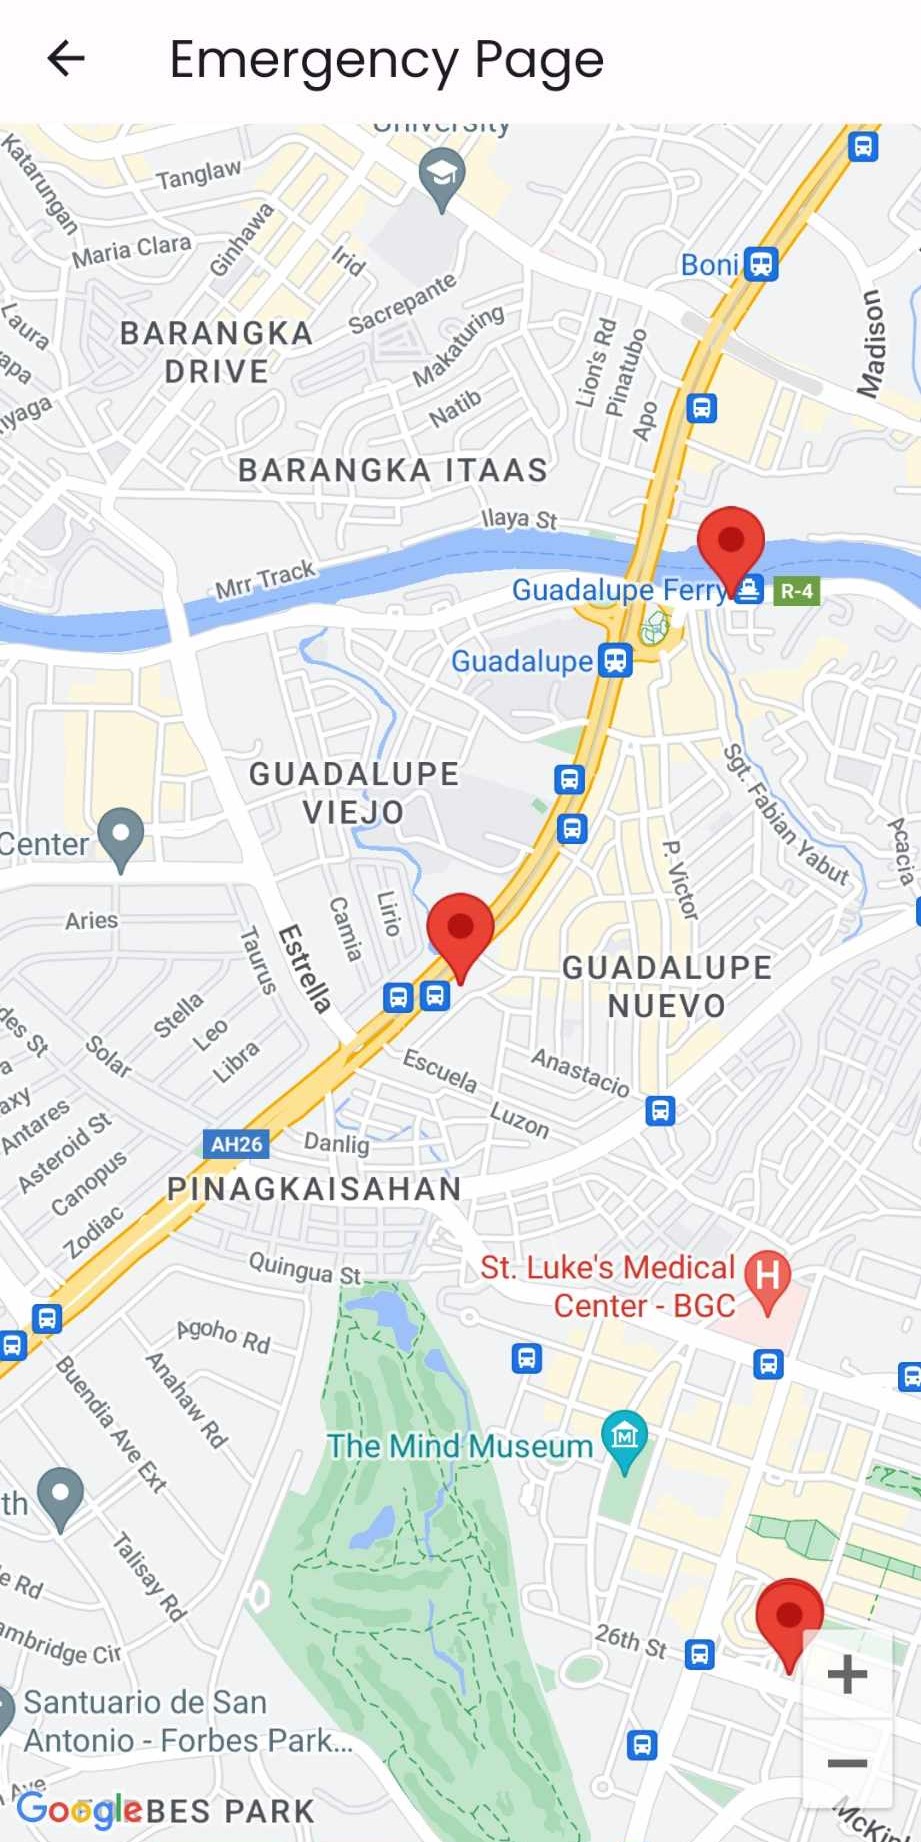 Emergency Page
University
Katarungan
Tanglaw
Maria Clara
Ginhawa
Irid
Boni
Laura
Sacrepante
Madison
BARANGKA
DRIVE
Makaturing
Lion's Rd
Pinatubo
Apo
Natib
BARANGKA ITAAS
Ilaya St
Mrr Track
Guadalupe Ferry
R-4
Guadalupe
GUADALUPE
VIEJO
Sgt. Fabian Yabut
Center
P. Victor
Acacia
Aries
Taurus
Estrella
Camia
Lirio
GUADALUPE
NUEVO
des St
Solar
Stella
Leo
Libra
Escuela
Anastacio
axy
Antares
Asteroid St
Luzon
AH26
Danlig
Canopus
PINAGKAISAHAN
Zodiac
Quingua St
St. Luke's Medical
Center - BGC
Agoho Rd
Anahaw Rd
Buendia Ave Ext
The Mind Museum
th
Talisay Rd
e Rd
26th St
ambridge Cir
Santuario de San
Antonio - Forbes Park...
Ave
Google
BES PARK
McKin